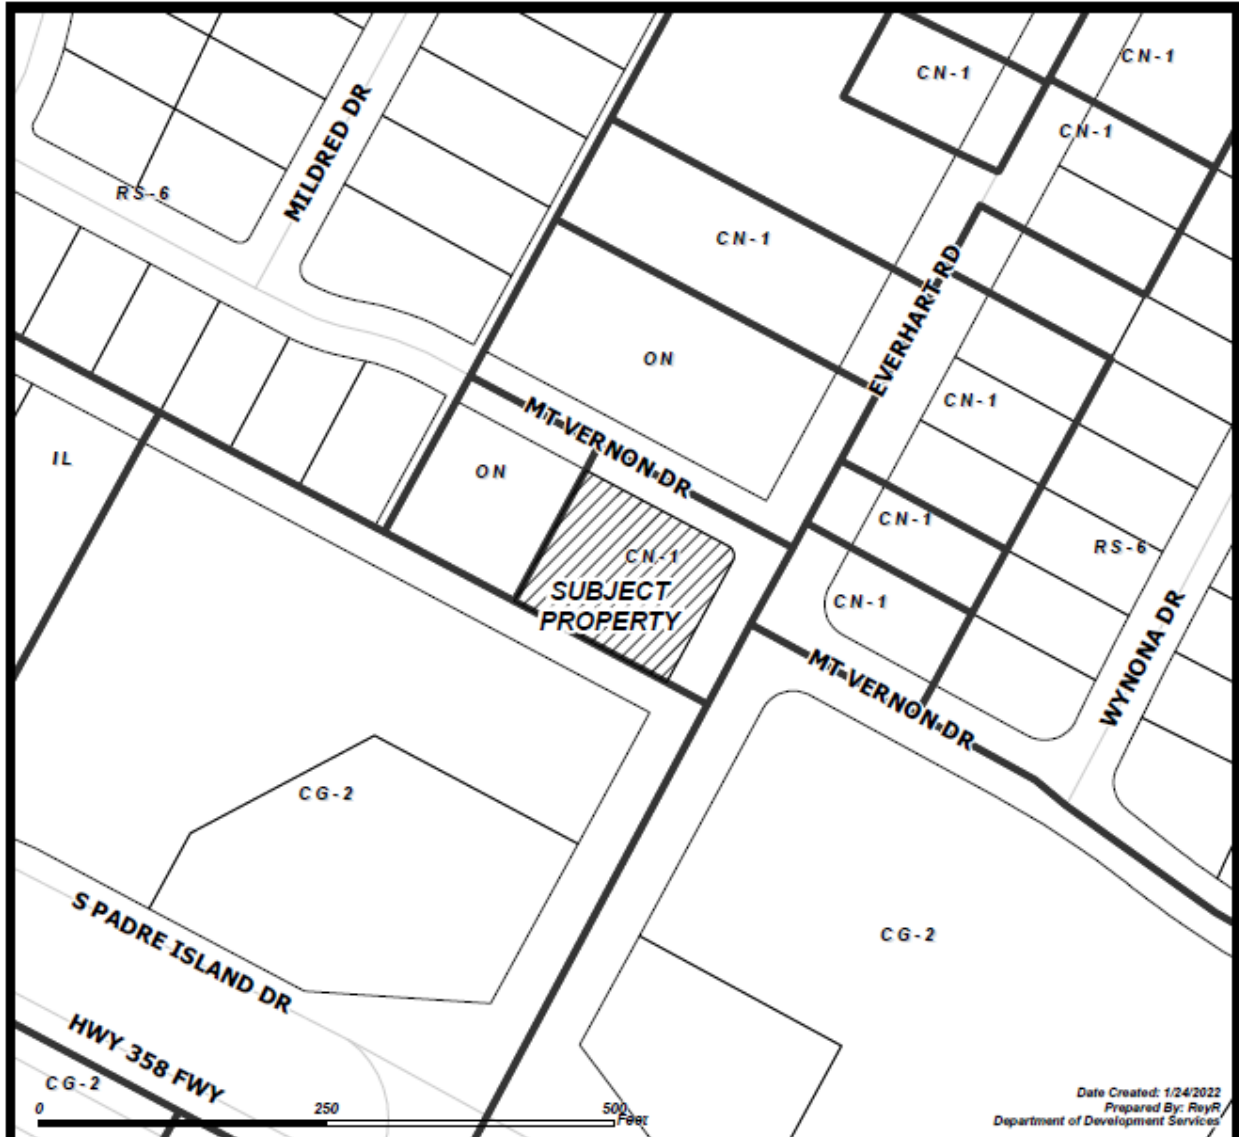 CN-1
CN-1
CN-1
MILDRED DR
RS-6
CN-1
EVERHART RD
ON
CN-1
MT VERNON DR
IL
ON
CN-1
CN-1
RS-6
SUBJECT
PROPERTY
CN-1
WYNONA DR
MT VERNON DR
CG-2
S PADRE ISLAND DR
CG-2
HWY 358 FWY
CG-2
0 250 500
Feet
Date Created: 1/24/2022
Prepared By: ReyR
Department of Development Services